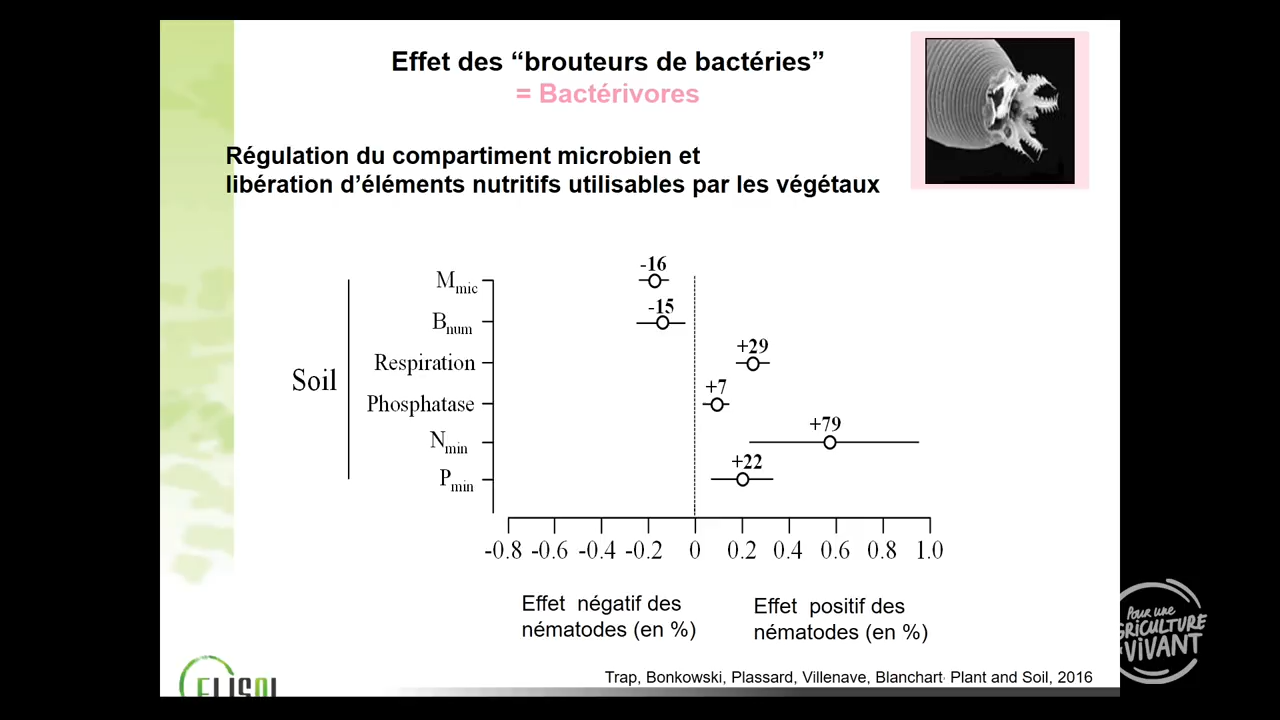 Effet des “brouteurs de bactéries”
= Bactérivores
Régulation du compartiment microbien et
libération d’éléments nutritifs utilisables par les végétaux
Soil
Mmic
-16
Bnum
-15
Respiration
+29
Phosphatase
+7
Nmin
+79
Pmin
+22
-0.8 -0.6 -0.4 -0.2 0 0.2 0.4 0.6 0.8 1.0
Effet négatif des
nématodes (en %)
Effet positif des
nématodes (en %)
Trap, Bonkowski, Plassard, Villenave, Blanchart. Plant and Soil, 2016
ELISOL
Pour une
AGRICULTURE
VIVANT